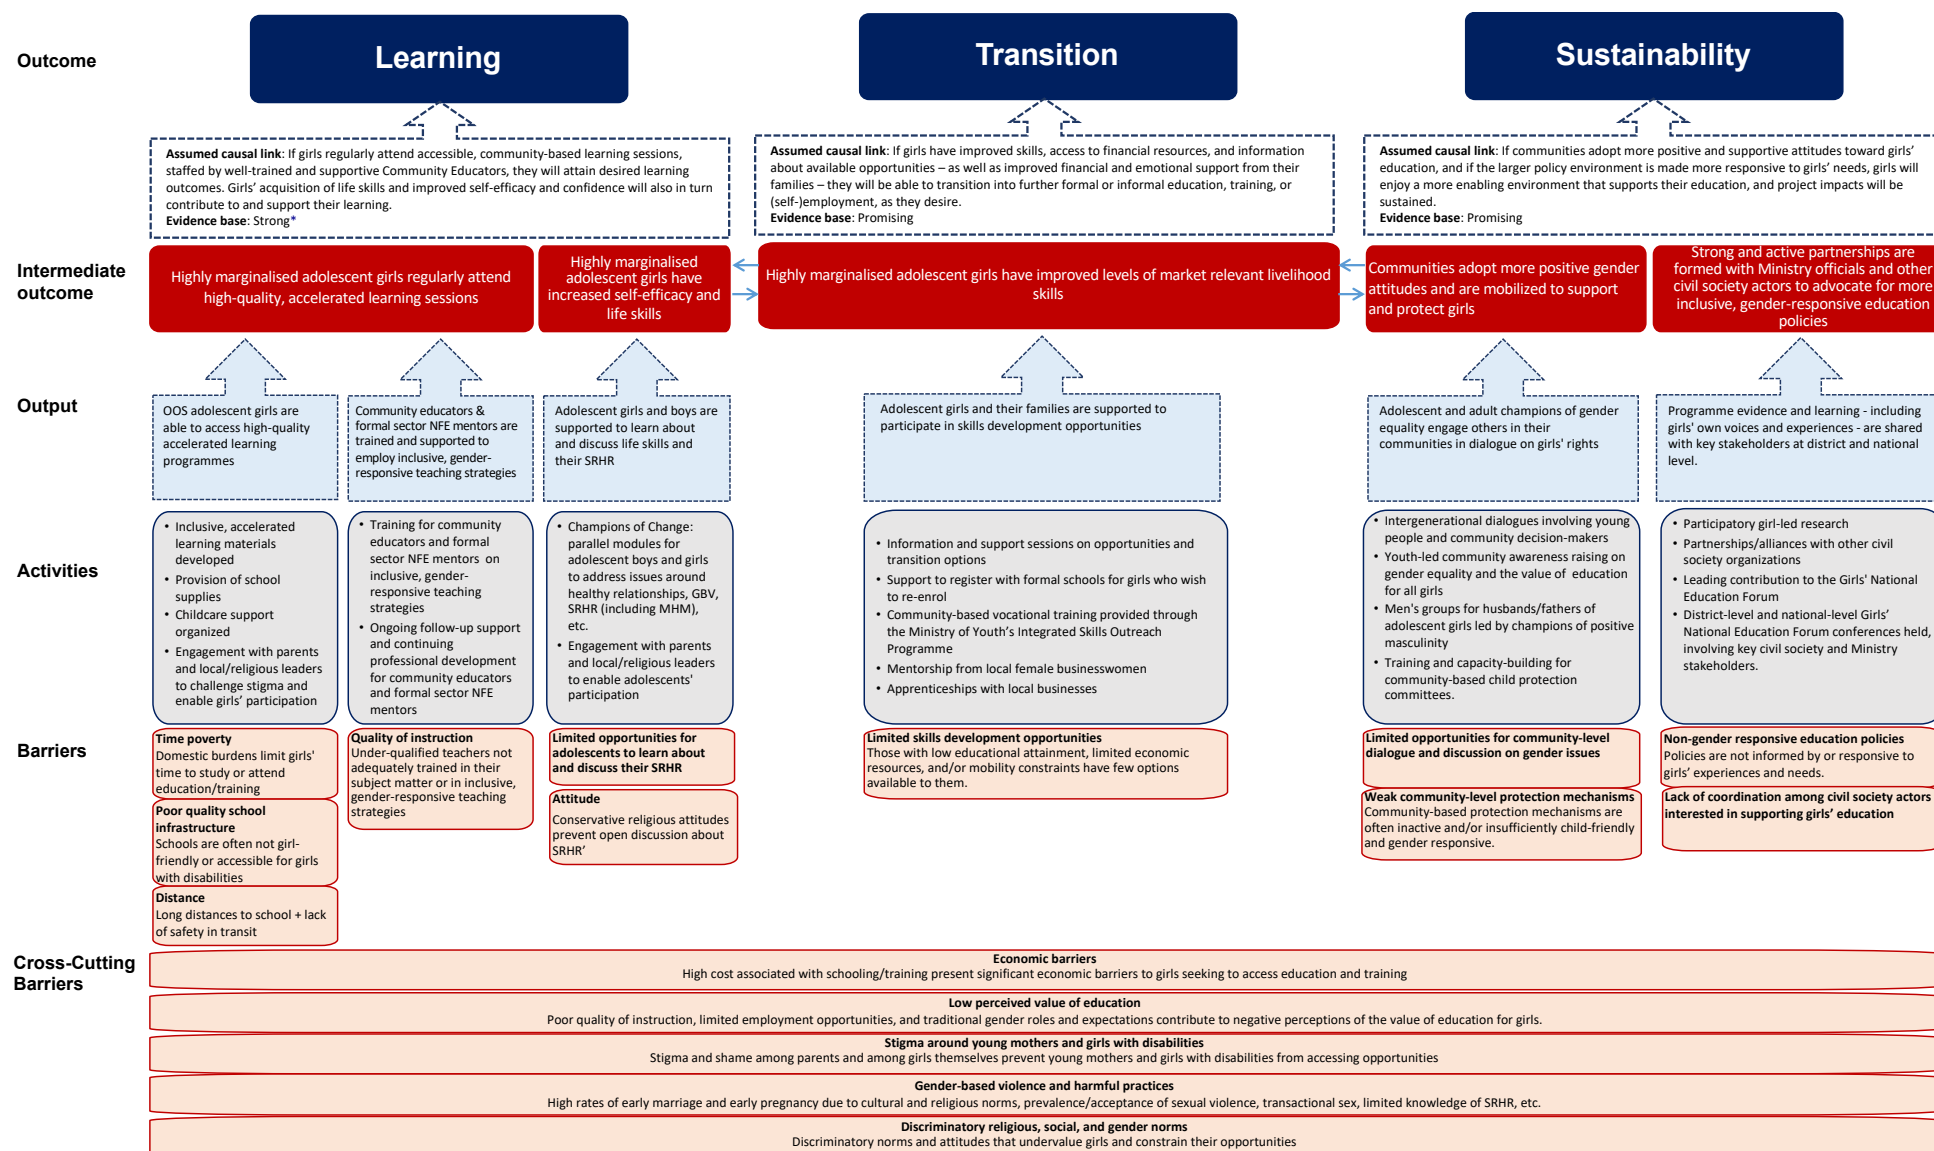 Outcome
Learning
Transition
Sustainability
Assumed causal link: If girls regularly attend accessible, community-based learning sessions,
staffed by well-trained and supportive Community Educators, they will attain desired learning
outcomes. Girls' acquisition of life skills and improved self-efficacy and confidence will also in turn
contribute to and support their learning.
Evidence base: Strong*
Assumed causal link: If girls have improved skills, access to financial resources, and information
about available opportunities – as well as improved financial and emotional support from their
families – they will be able to transition into further formal or informal education, training, or
(self-)employment, as they desire.
Evidence base: Promising
Assumed causal link: If communities adopt more positive and supportive attitudes toward girls'
education, and if the larger policy environment is made more responsive to girls' needs, girls will
enjoy a more enabling environment that supports their education, and project impacts will be
sustained.
Evidence base: Promising
Intermediate
outcome
Highly marginalised adolescent girls regularly attend
high-quality, accelerated learning sessions
Highly marginalised
adolescent girls have
increased self-efficacy and
life skills
Highly marginalised adolescent girls have improved levels of market relevant livelihood
skills
Communities adopt more positive gender
attitudes and are mobilized to support
and protect girls
Strong and active partnerships are
formed with Ministry officials and other
civil society actors to advocate for more
inclusive, gender-responsive education
policies
Output
OOS adolescent girls are
able to access high-quality
accelerated learning
programmes
Community educators &
formal sector NFE mentors are
trained and supported to
employ inclusive, gender-
responsive teaching strategies
Adolescent girls and boys are
supported to learn about
and discuss life skills and
their SRHR
Adolescent girls and their families are supported to
participate in skills development opportunities
Adolescent and adult champions of gender
equality engage others in their
communities in dialogue on girls' rights
Programme evidence and learning - including
girls' own voices and experiences - are shared
with key stakeholders at district and national
level.
Activities
• Inclusive, accelerated
learning materials
developed
• Provision of school
supplies
• Childcare support
organized
• Engagement with parents
and local/religious leaders
to challenge stigma and
enable girls' participation
• Training for community
educators and formal
sector NFE mentors on
inclusive, gender-
responsive teaching
strategies
• Ongoing follow-up support
and continuing
professional development
for community educators
and formal sector NFE
mentors
• Champions of Change:
parallel modules for
adolescent boys and girls
to address issues around
healthy relationships, GBV,
SRHR (including MHM),
etc.
• Engagement with parents
and local/religious leaders
to enable adolescents'
participation
• Information and support sessions on opportunities and
transition options
• Support to register with formal schools for girls who wish
to re-enrol
• Community-based vocational training provided through
the Ministry of Youth's Integrated Skills Outreach
Programme
• Mentorship from local female businesswomen
• Apprenticeships with local businesses
• Intergenerational dialogues involving young
people and community decision-makers
• Youth-led community awareness raising on
gender equality and the value of education
for all girls
• Men's groups for husbands/fathers of
adolescent girls led by champions of positive
masculinity
• Training and capacity-building for
community-based child protection
committees.
• Participatory girl-led research
• Partnerships/alliances with other civil
society organizations
• Leading contribution to the Girls' National
Education Forum
• District-level and national-level Girls'
National Education Forum conferences held,
involving key civil society and Ministry
stakeholders.
Barriers
Time poverty
Domestic burdens limit girls'
time to study or attend
education/training
Poor quality school
infrastructure
Schools are often not girl-
friendly or accessible for girls
with disabilities
Distance
Long distances to school + lack
of safety in transit
Quality of instruction
Under-qualified teachers not
adequately trained in their
subject matter or in inclusive,
gender-responsive teaching
strategies
Limited opportunities for
adolescents to learn about
and discuss their SRHR
Attitude
Conservative religious attitudes
prevent open discussion about
SRHR'
Limited skills development opportunities
Those with low educational attainment, limited economic
resources, and/or mobility constraints have few options
available to them.
Limited opportunities for community-level
dialogue and discussion on gender issues
Weak community-level protection mechanisms
Community-based protection mechanisms are
often inactive and/or insufficiently child-friendly
and gender responsive.
Non-gender responsive education policies
Policies are not informed by or responsive to
girls' experiences and needs.
Lack of coordination among civil society actors
interested in supporting girls' education
Cross-Cutting
Barriers
Economic barriers
High cost associated with schooling/training present significant economic barriers to girls seeking to access education and training
Low perceived value of education
Poor quality of instruction, limited employment opportunities, and traditional gender roles and expectations contribute to negative perceptions of the value of education for girls.
Stigma around young mothers and girls with disabilities
Stigma and shame among parents and among girls themselves prevent young mothers and girls with disabilities from accessing opportunities
Gender-based violence and harmful practices
High rates of early marriage and early pregnancy due to cultural and religious norms, prevalence/acceptance of sexual violence, transactional sex, limited knowledge of SRHR, etc.
Discriminatory religious, social, and gender norms
Discriminatory norms and attitudes that undervalue girls and constrain their opportunities